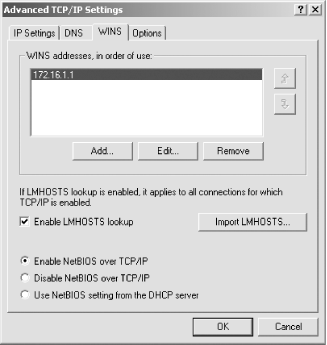 Advanced TCP/IP Settings
IP Settings DNS WINS Options
WINS addresses, in order of use:
172.16.1.1
Add... Edit... Remove
If LMHOSTS lookup is enabled, it applies to all connections for which
TCP/IP is enabled.
Enable LMHOSTS lookup Import LMHOSTS...
Enable NetBIOS over TCP/IP
Disable NetBIOS over TCP/IP
Use NetBIOS setting from the DHCP server
OK Cancel